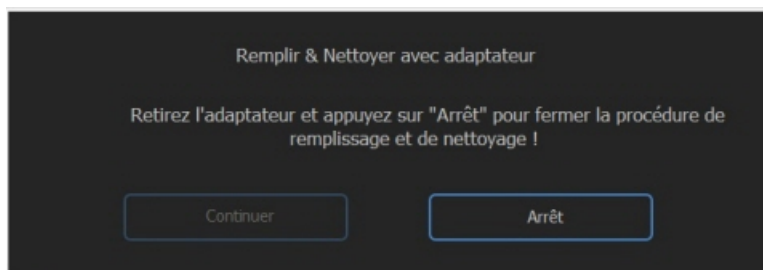 Remplir & Nettoyer avec adaptateur
Retirez l'adaptateur et appuyez sur "Arrêt" pour fermer la procédure de
remplissage et de nettoyage !
Continuer
Arrêt